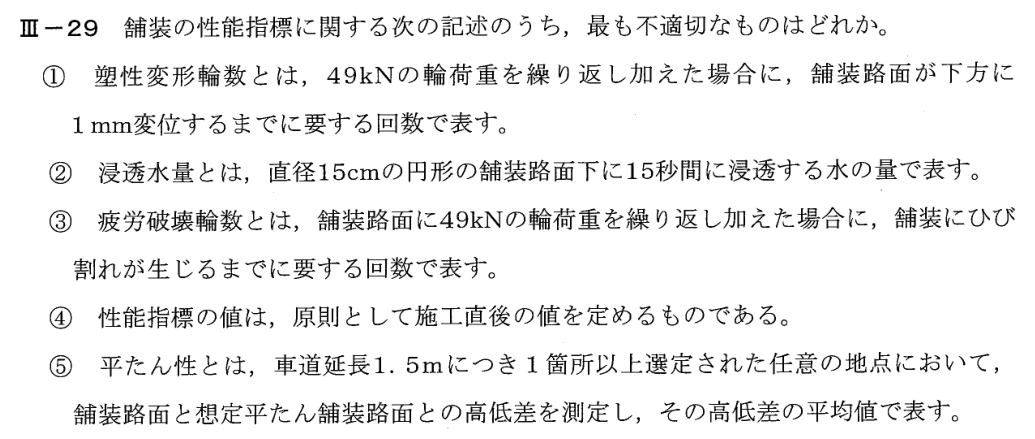 Ⅲ－29　舗装の性能指標に関する次の記述のうち，最も不適切なものはどれか。
①　塑性変形輪数とは，49kNの輪荷重を繰り返し加えた場合に，舗装路面が下方に
1 mm変位するまでに要する回数で表す。
②　浸透水量とは，直径15cmの円形の舗装路面下に15秒間に浸透する水の量で表す。
③　疲労破壊輪数とは，舗装路面に49kNの輪荷重を繰り返し加えた場合に，舗装にひび
割れが生じるまでに要する回数で表す。
④　性能指標の値は，原則として施工直後の値を定めるものである。
⑤　平たん性とは，車道延長1．5mにつき１箇所以上選定された任意の地点において，
舗装路面と想定平たん舗装路面との高低差を測定し，その高低差の平均値で表す。